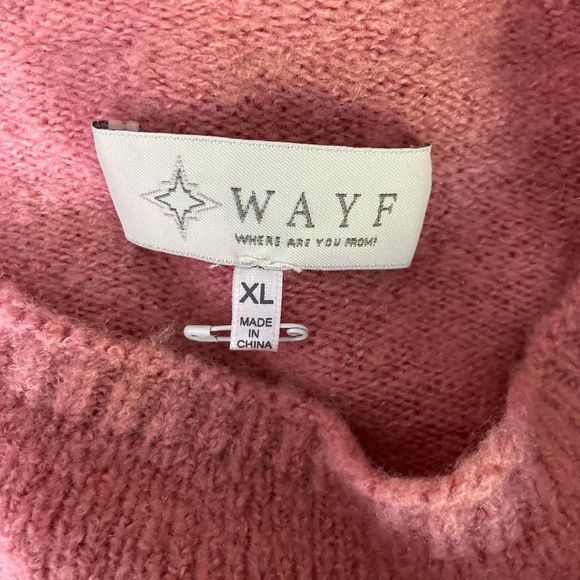 WAYF
WHERE ARE YOU FROM?
XL
MADE
IN
CHINA